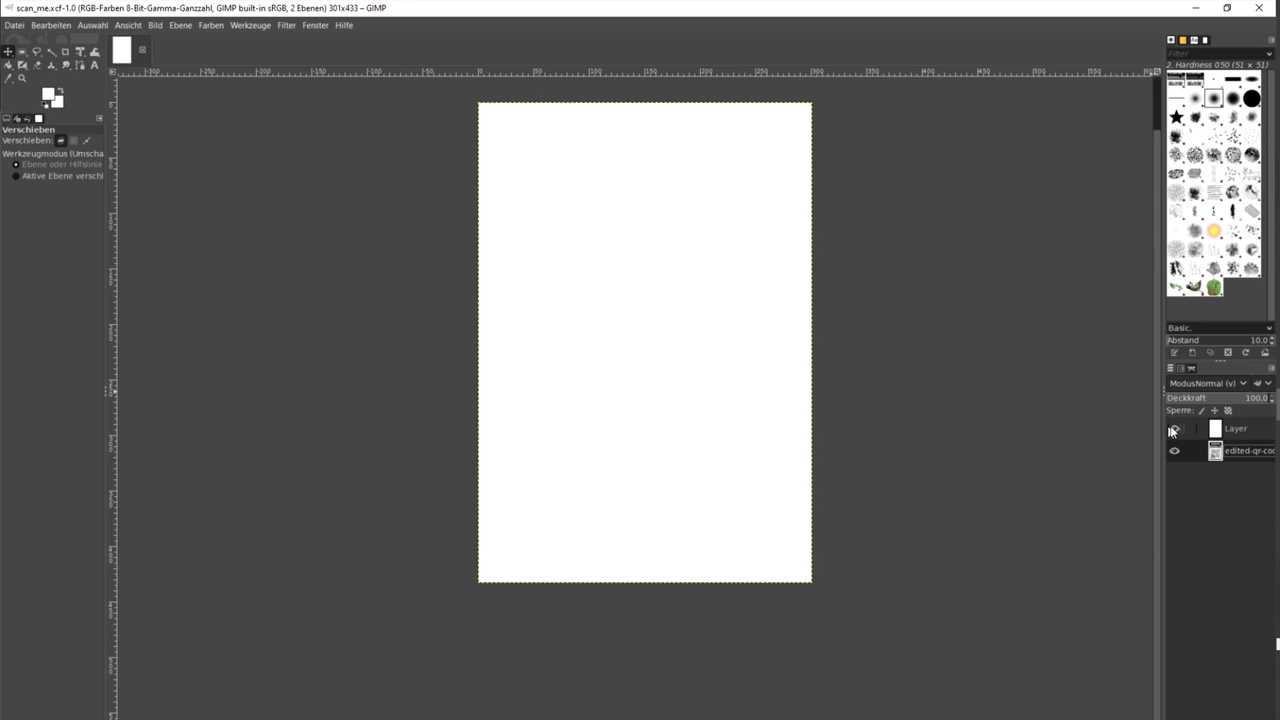 scan_me.xcf-1.0 (RGB-Farben 8-Bit-Gamma-Ganzzahl, GIMP built-in sRGB, 2 Ebenen) 301x433 – GIMP
Datei Bearbeiten Auswahl Ansicht Bild Ebene Farben Werkzeuge Filter Fenster Hilfe
Filter
2. Hardness 050 (51 × 51)
Verschieben
Verschieben:
Werkzeugmodus (Umscha
Ebene oder Hilfslinie
Aktive Ebene verschi
Basic,
Abstand 10,0
Modus Normal (v)
Deckkraft 100,0
Sperre:
Layer
edited-qr-coo